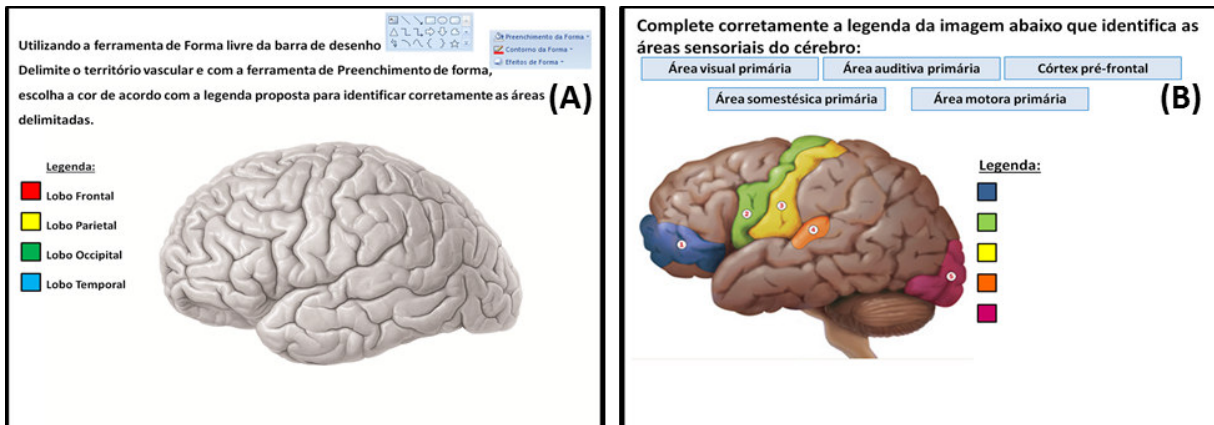 Utilizando a ferramenta de Forma livre da barra de desenho
Preenchimento da Forma
Contorno da Forma
Efeitos de Forma
Delimite o território vascular e com a ferramenta de Preenchimento de forma,
escolha a cor de acordo com a legenda proposta para identificar corretamente as áreas
delimitadas.
(A)
Legenda:
Lobo Frontal
Lobo Parietal
Lobo Occipital
Lobo Temporal
Complete corretamente a legenda da imagem abaixo que identifica as
áreas sensoriais do cérebro:
Área visual primária
Área auditiva primária
Córtex pré-frontal
Área somestésica primária
Área motora primária
(B)
Legenda:
1
2
3
4
5